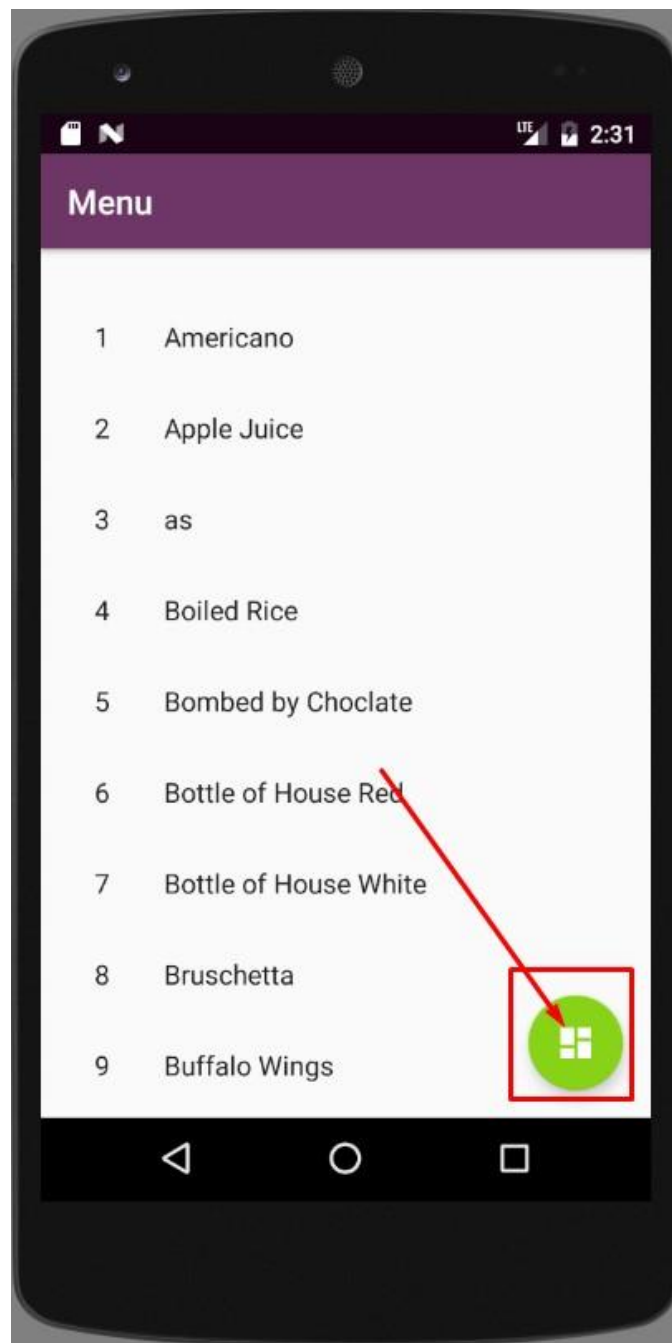 LTE 2:31
Menu
1 Americano
2 Apple Juice
3 as
4 Boiled Rice
5 Bombed by Choclate
6 Bottle of House Red
7 Bottle of House White
8 Bruschetta
9 Buffalo Wings